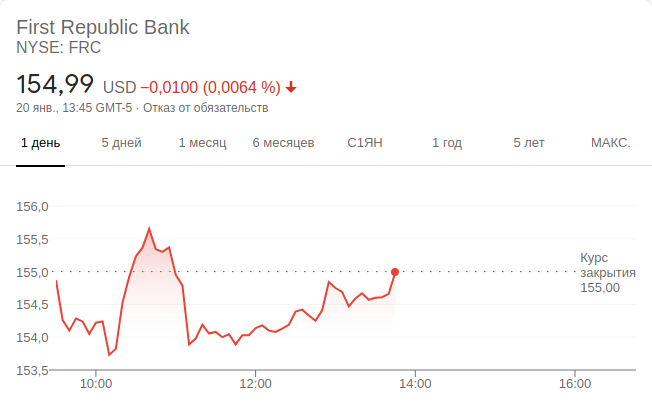 First Republic Bank
NYSE: FRC
154,99 USD −0,0100 (0,0064 %)
20 янв., 13:45 GMT-5 · Отказ от обязательств
1 день 5 дней 1 месяц 6 месяцев С1ЯН 1 год 5 лет МАКС.
156,0
155,5
Курс
155,0 закрытия
155,00
154,5
154,0
153,5
10:00 12:00 14:00 16:00